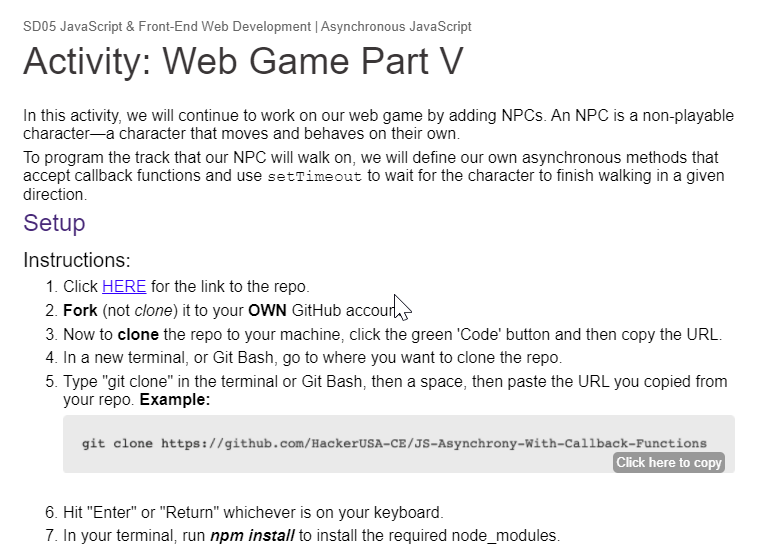 SD05 JavaScript & Front-End Web Development | Asynchronous JavaScript
Activity: Web Game Part V
In this activity, we will continue to work on our web game by adding NPCs. An NPC is a non-playable
character—a character that moves and behaves on their own.
To program the track that our NPC will walk on, we will define our own asynchronous methods that
accept callback functions and use setTimeout to wait for the character to finish walking in a given
direction.
Setup
Instructions:
1. Click HERE for the link to the repo.
2. Fork (not clone) it to your OWN GitHub accoun
3. Now to clone the repo to your machine, click the green 'Code' button and then copy the URL.
4. In a new terminal, or Git Bash, go to where you want to clone the repo.
5. Type "git clone" in the terminal or Git Bash, then a space, then paste the URL you copied from
your repo. Example:
git clone https://github.com/HackerUSA-CE/JS-Asynchrony-With-Callback-Functions
Click here to copy
6. Hit "Enter" or "Return" whichever is on your keyboard.
7. In your terminal, run npm install to install the required node_modules.